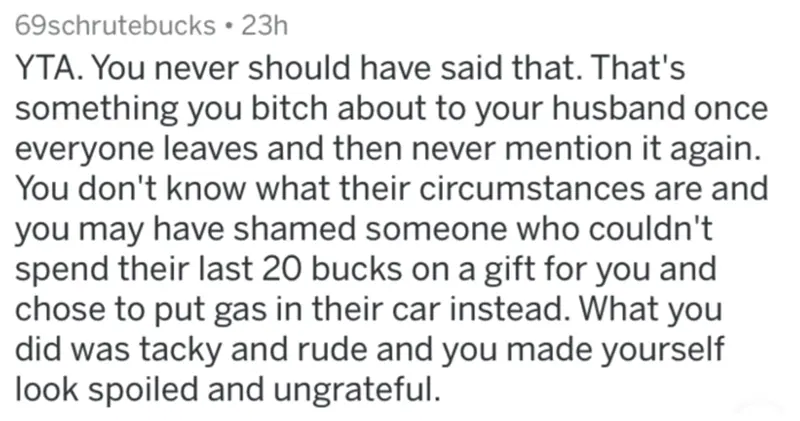 69schrutebucks • 23h
YTA. You never should have said that. That's
something you bitch about to your husband once
everyone leaves and then never mention it again.
You don't know what their circumstances are and
you may have shamed someone who couldn't
spend their last 20 bucks on a gift for you and
chose to put gas in their car instead. What you
did was tacky and rude and you made yourself
look spoiled and ungrateful.